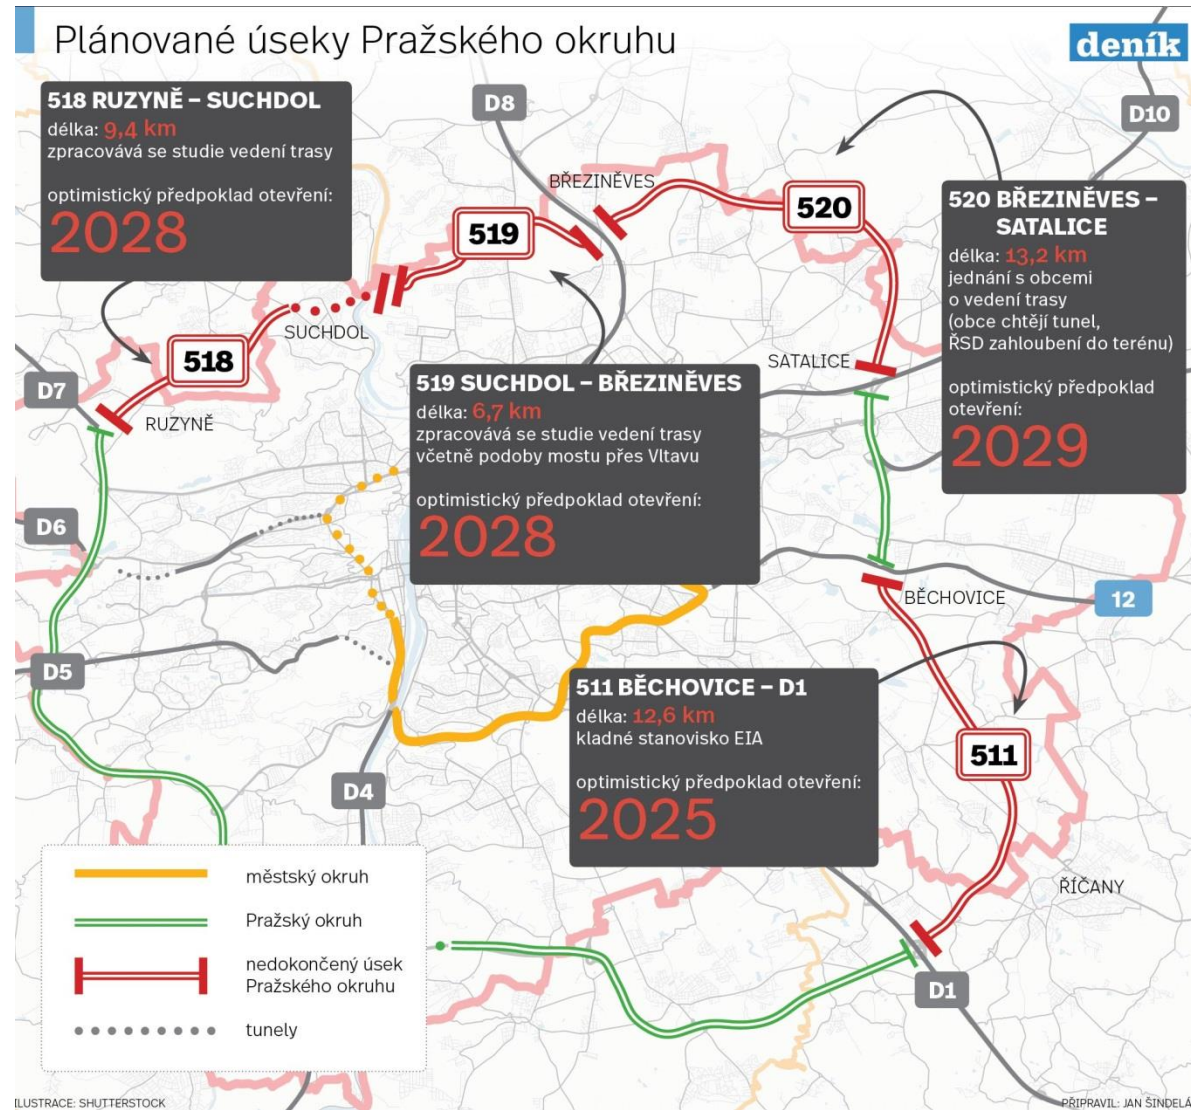 Plánované úseky Pražského okruhu
deník
518 RUZYNĚ – SUCHDOL
délka: 9,4 km
zpracovává se studie vedení trasy
optimistický předpoklad otevření:
2028
D8
D10
BŘEZINĚVES
520
519
520 BŘEZINĚVES –
SATALICE
délka: 13,2 km
jednání s obcemi
o vedení trasy
(obce chtějí tunel,
ŘSD zahloubení do terénu)
optimistický předpoklad
otevření:
2029
SUCHDOL
518
D7
RUZYNĚ
SATALICE
519 SUCHDOL – BŘEZINĚVES
délka: 6,7 km
zpracovává se studie vedení trasy
včetně podoby mostu přes Vltavu
optimistický předpoklad otevření:
2028
D6
BĚCHOVICE
12
D5
511 BĚCHOVICE – D1
délka: 12,6 km
kladné stanovisko EIA
optimistický předpoklad otevření:
2025
511
D4
ŘÍČANY
D1
městský okruh
Pražský okruh
nedokončený úsek
Pražského okruhu
tunely
ILUSTRACE: SHUTTERSTOCK
PŘIPRAVIL: JAN ŠINDELÁ